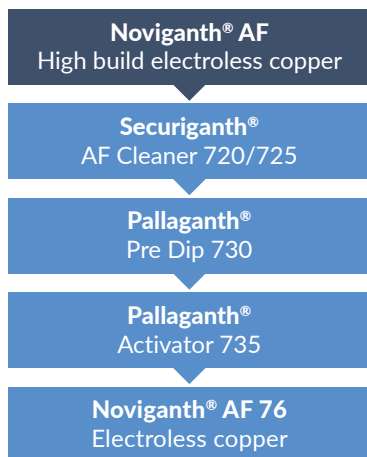 Noviganth® AF
High build electroless copper
Securiganth®
AF Cleaner 720/725
Pallaganth®
Pre Dip 730
Pallaganth®
Activator 735
Noviganth® AF 76
Electroless copper